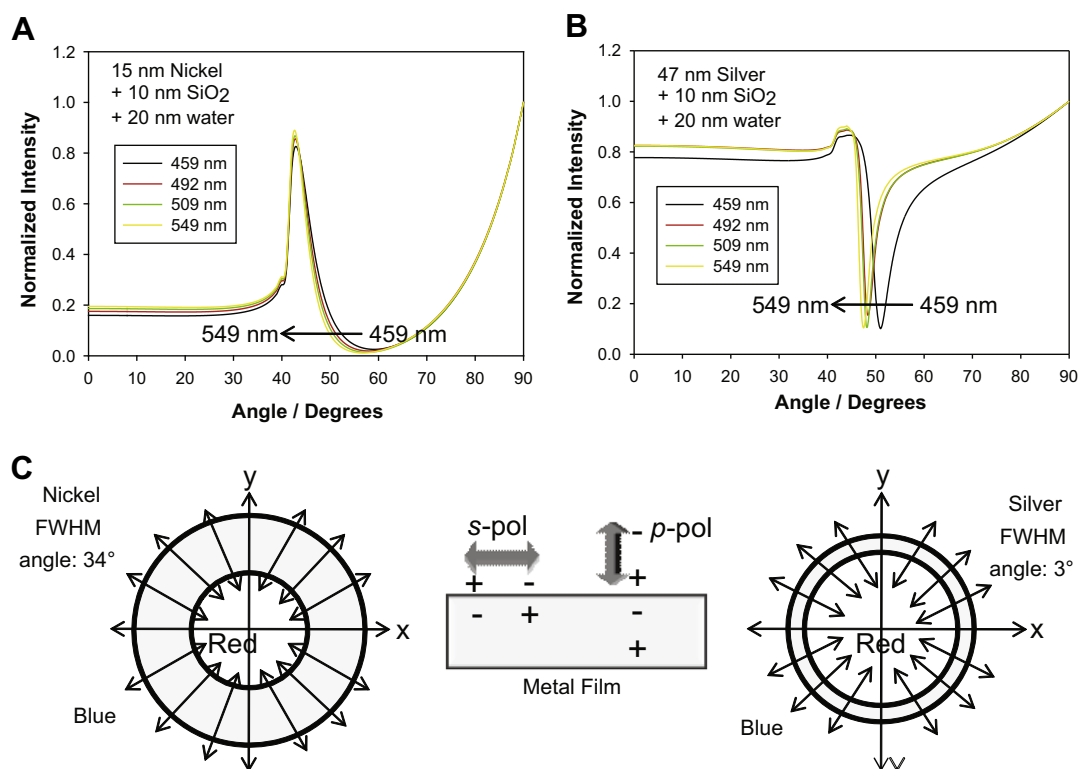 A
1.2
1.0
0.8
0.6
0.4
0.2
0.0
Normalized Intensity
15 nm Nickel
+ 10 nm SiO2
+ 20 nm water
459 nm
492 nm
509 nm
549 nm
549 nm
459 nm
0 10 20 30 40 50 60 70 80 90
Angle / Degrees
B
1.2
1.0
0.8
0.6
0.4
0.2
0.0
Normalized Intensity
47 nm Silver
+ 10 nm SiO2
+ 20 nm water
459 nm
492 nm
509 nm
549 nm
549 nm
459 nm
0 10 20 30 40 50 60 70 80 90
Angle / Degrees
C
Nickel
FWHM
angle: 34°
y
x
Red
Blue
s-pol
- p-pol
+ - +
- + -
+
Metal Film
y
x
Red
Blue
Silver
FWHM
angle: 3°